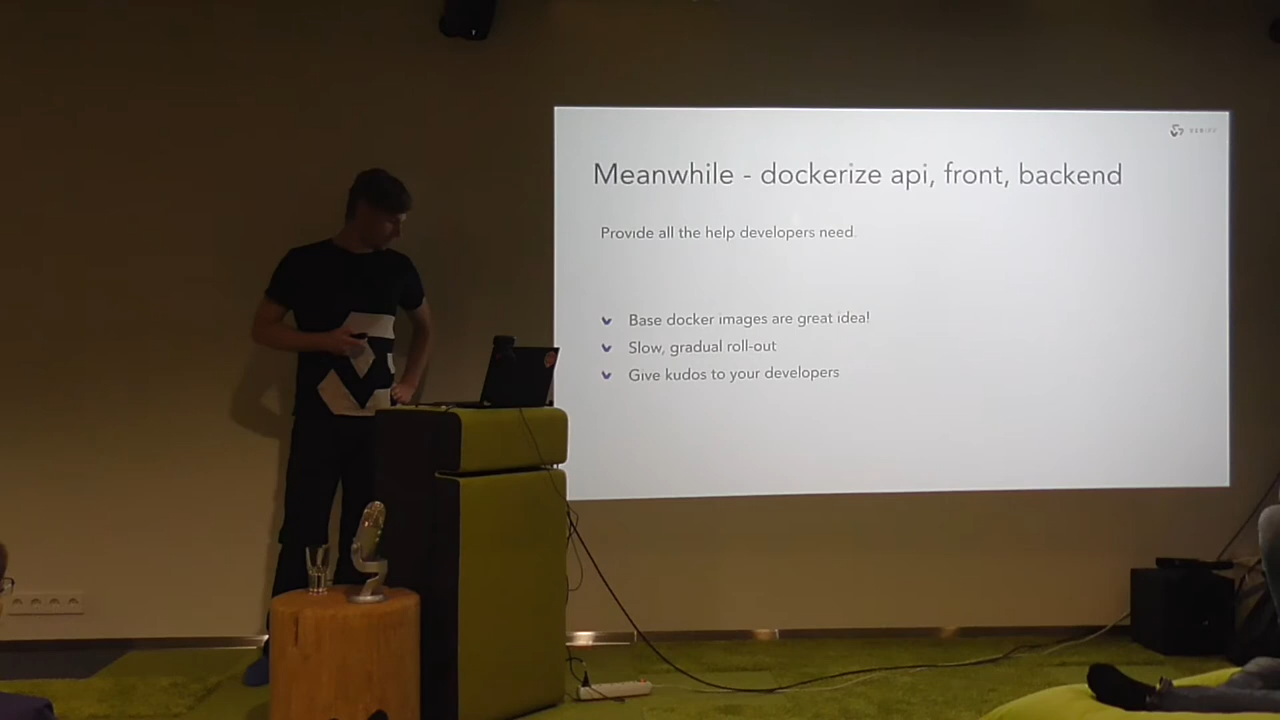 Meanwhile - dockerize api, front, backend
Provide all the help developers need.
Base docker images are great idea!
Slow, gradual roll-out
Give kudos to your developers